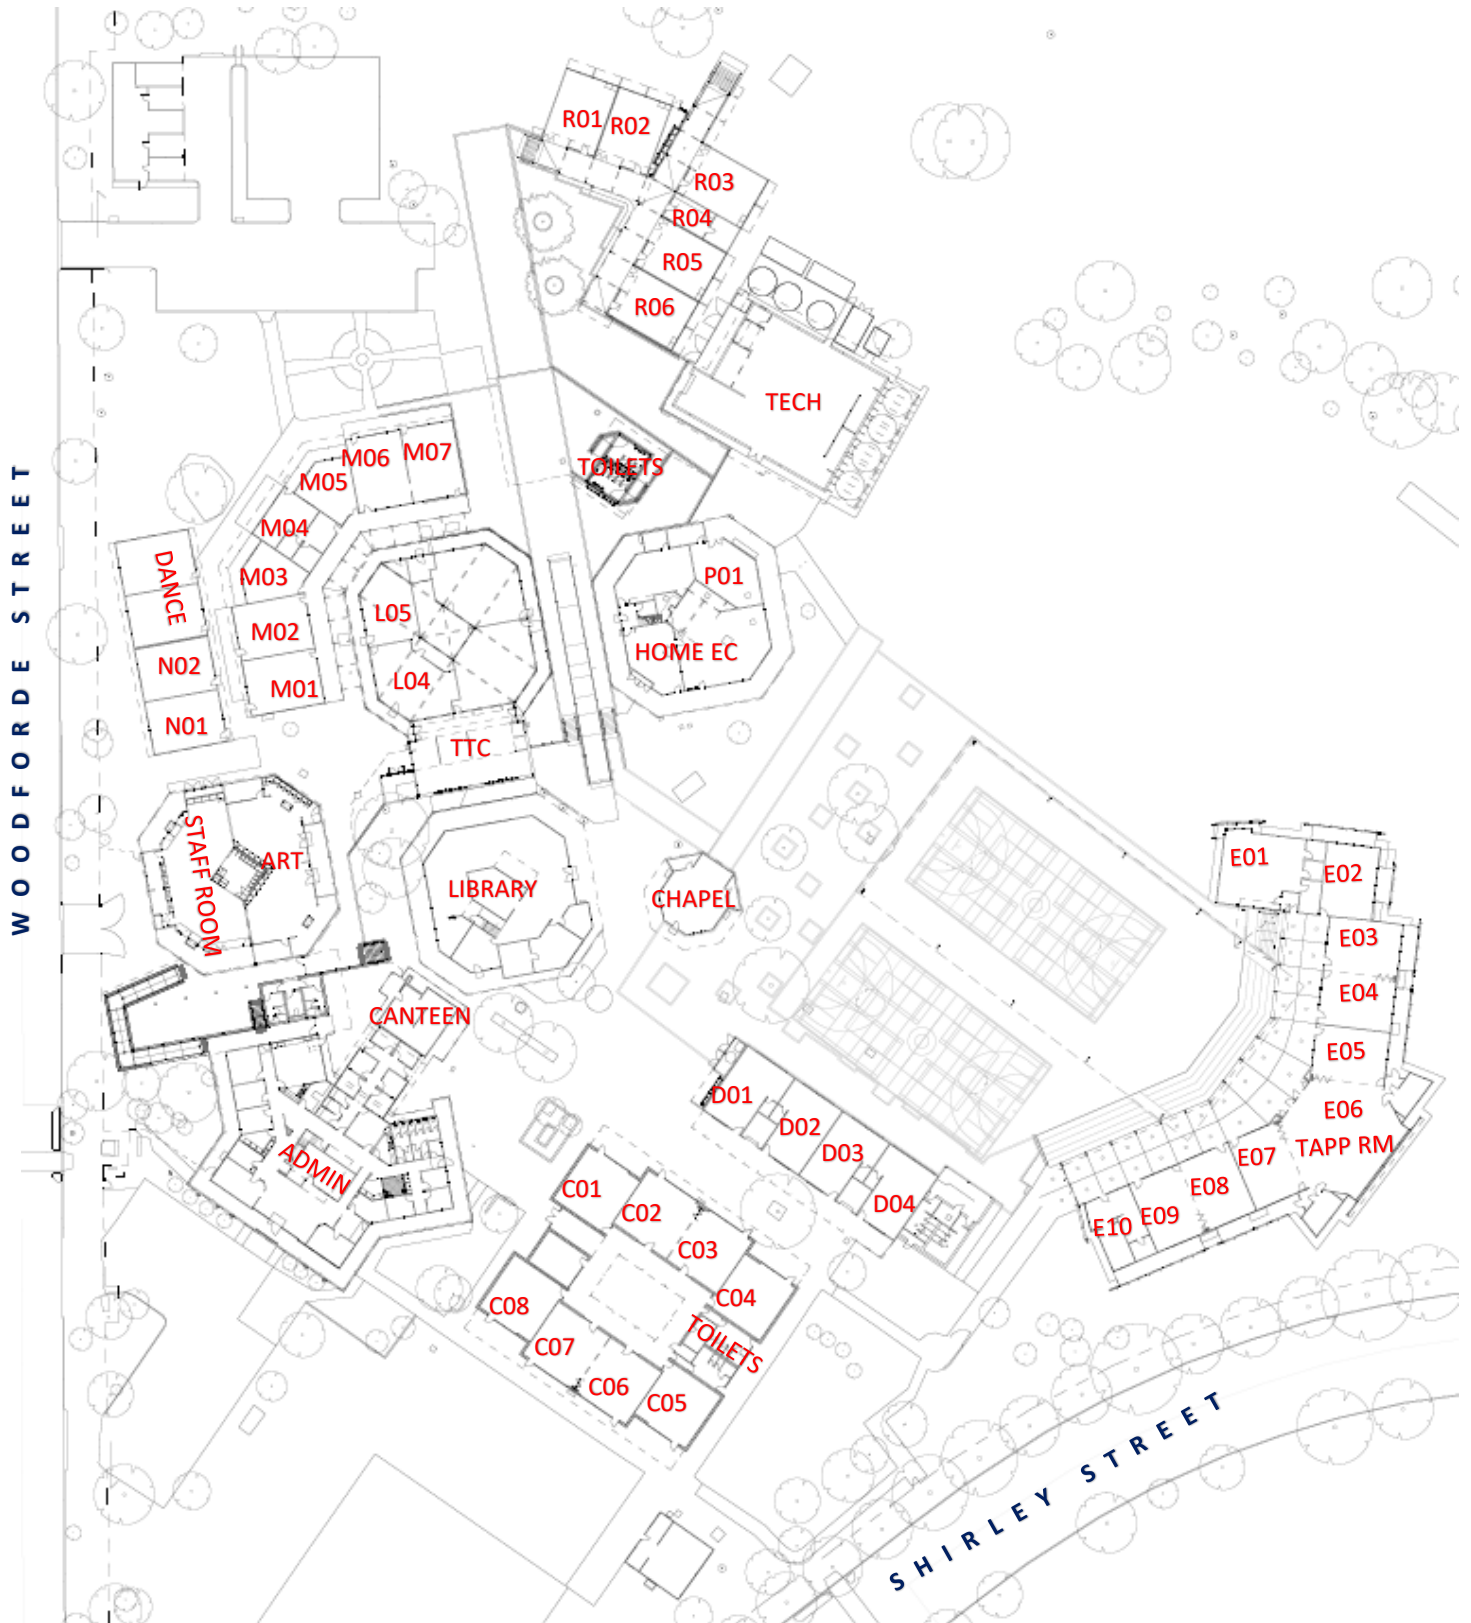 R01
R02
R03
R04
R05
R06
TECH
TOILETS
M07
M06
M05
M04
M03
M02
M01
DANCE
N02
N01
L05
L04
TTC
P01
HOME EC
WOODFORDE STREET
STAFF ROOM
ART
LIBRARY
CHAPEL
CANTEEN
ADMIN
E01
E02
E03
E04
E05
E06
TAPP RM
E07
E08
E09
E10
D01
D02
D03
D04
C01
C02
C03
C04
TOILETS
C05
C06
C07
C08
SHIRLEY STREET